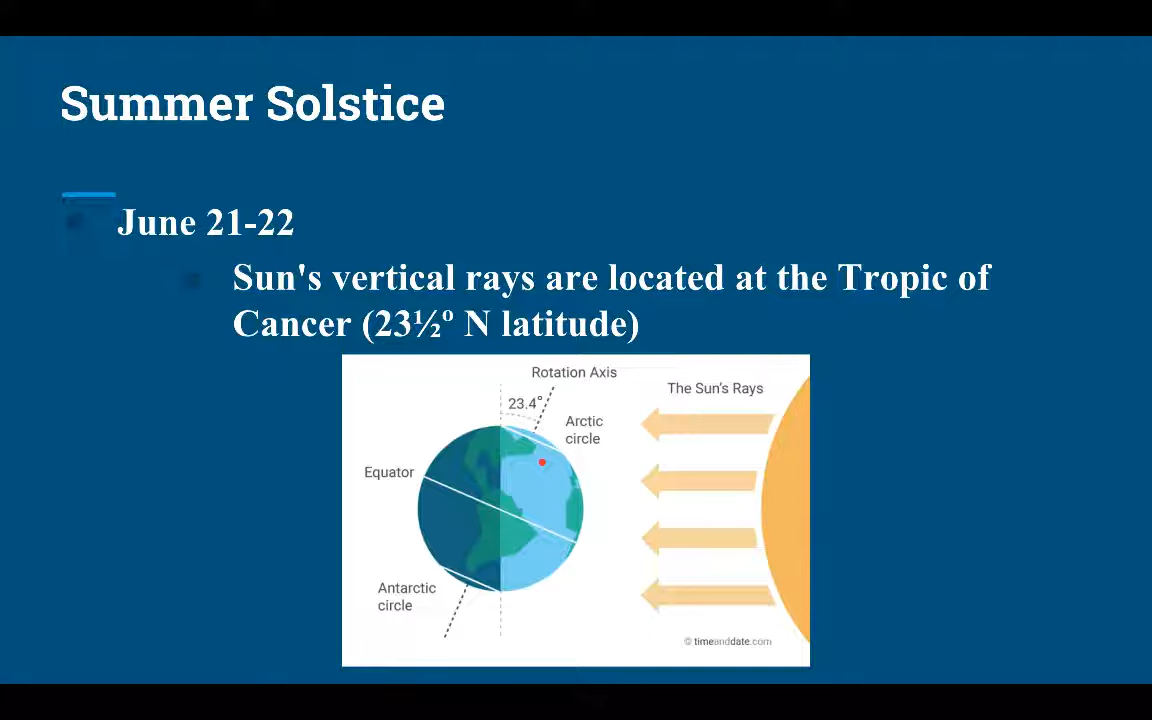 Summer Solstice
June 21-22
Sun's vertical rays are located at the Tropic of
Cancer (23½º N latitude)
Rotation Axis
The Sun's Rays
23.4°
Arctic
circle
Equator
Antarctic
circle
© timeanddate.com